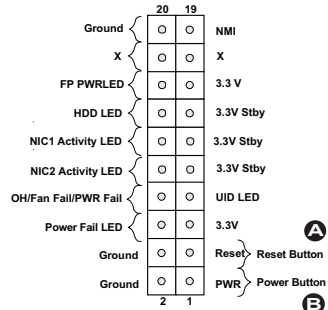 20 19
Ground NMI
X X
FP PWRLED 3.3 V
HDD LED 3.3V Stby
NIC1 Activity LED 3.3V Stby
NIC2 Activity LED 3.3V Stby
OH/Fan Fail/PWR Fail UID LED
Power Fail LED 3.3V
A
Ground Reset Reset Button
Ground PWR Power Button
2 1
B